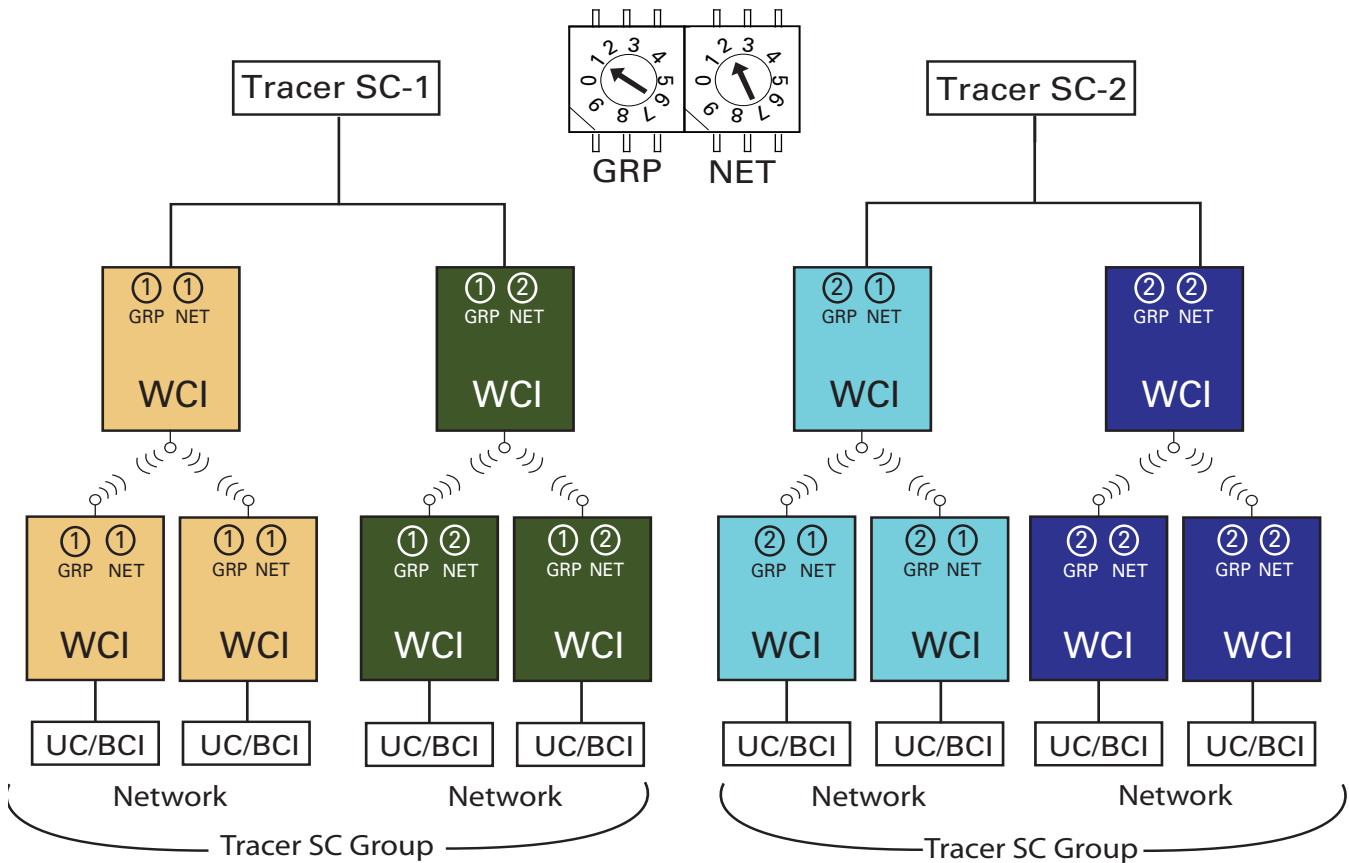 Tracer SC-1
0 1 2 3 4 5 6 7 8 9
0 1 2 3 4 5 6 7 8 9
GRP NET
Tracer SC-2
1 1
GRP NET
WCI
1 2
GRP NET
WCI
2 1
GRP NET
WCI
2 2
GRP NET
WCI
1 1
GRP NET
WCI
1 1
GRP NET
WCI
1 2
GRP NET
WCI
1 2
GRP NET
WCI
2 1
GRP NET
WCI
2 1
GRP NET
WCI
2 2
GRP NET
WCI
2 2
GRP NET
WCI
UC/BCI
UC/BCI
UC/BCI
UC/BCI
UC/BCI
UC/BCI
UC/BCI
UC/BCI
Network
Network
Network
Network
Tracer SC Group
Tracer SC Group